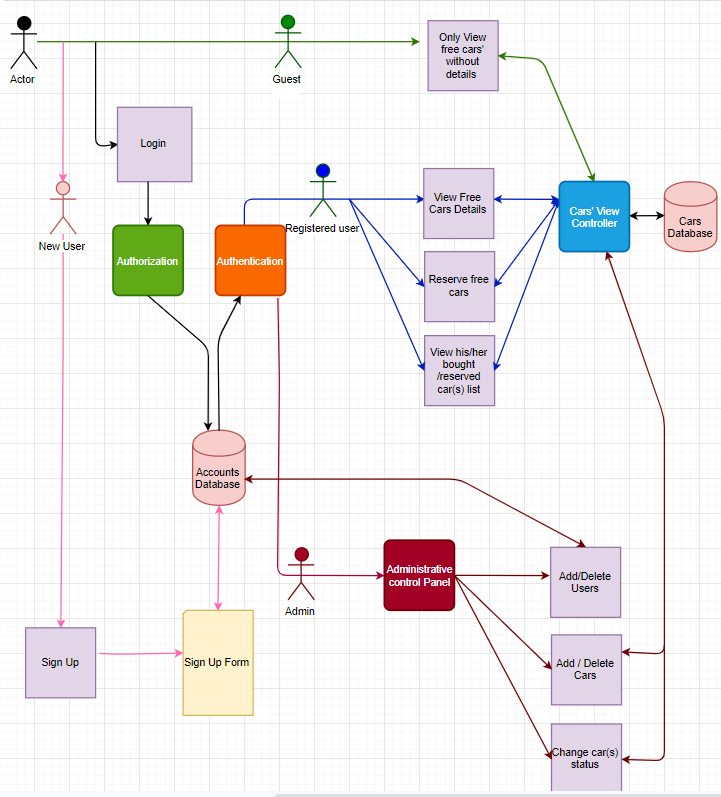 Only View
free cars'
without
details
Actor
Guest
Login
View Free
Cars Details
Cars' View
Controller
Cars
Database
Registered user
New User
Authorization
Authentication
Reserve free
cars
View his/her
bought
/reserved
car(s) list
Accounts
Database
Administrative
control Panel
Add/Delete
Users
Admin
Sign Up
Sign Up Form
Add / Delete
Cars
Change car(s)
status